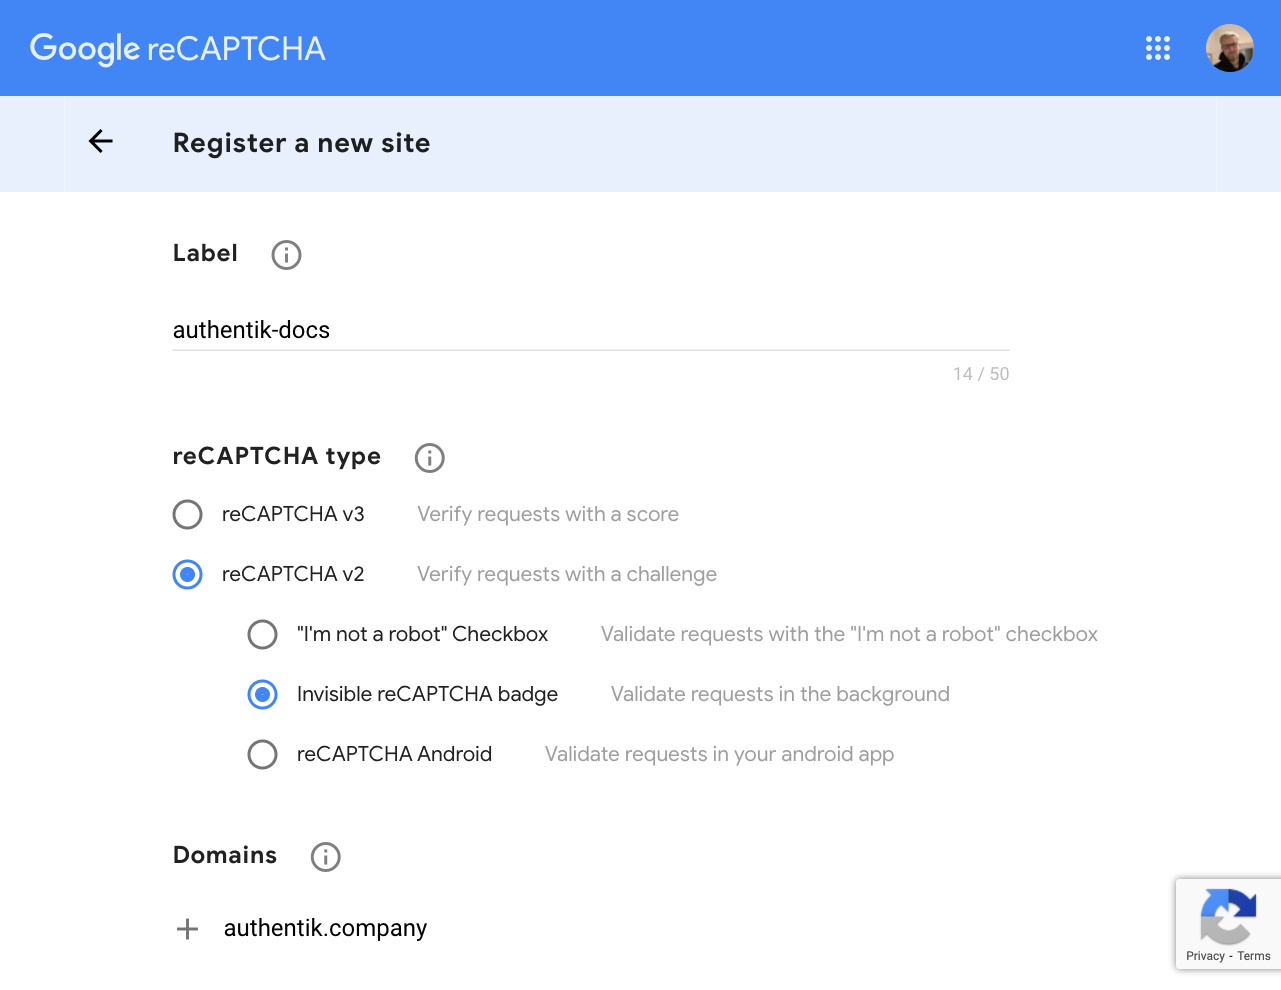 Google reCAPTCHA
Register a new site
Label
authentik-docs
14 / 50
reCAPTCHA type
reCAPTCHA v3 Verify requests with a score
reCAPTCHA v2 Verify requests with a challenge
"I'm not a robot" Checkbox Validate requests with the "I'm not a robot" checkbox
Invisible reCAPTCHA badge Validate requests in the background
reCAPTCHA Android Validate requests in your android app
Domains
authentik.company
Privacy - Terms